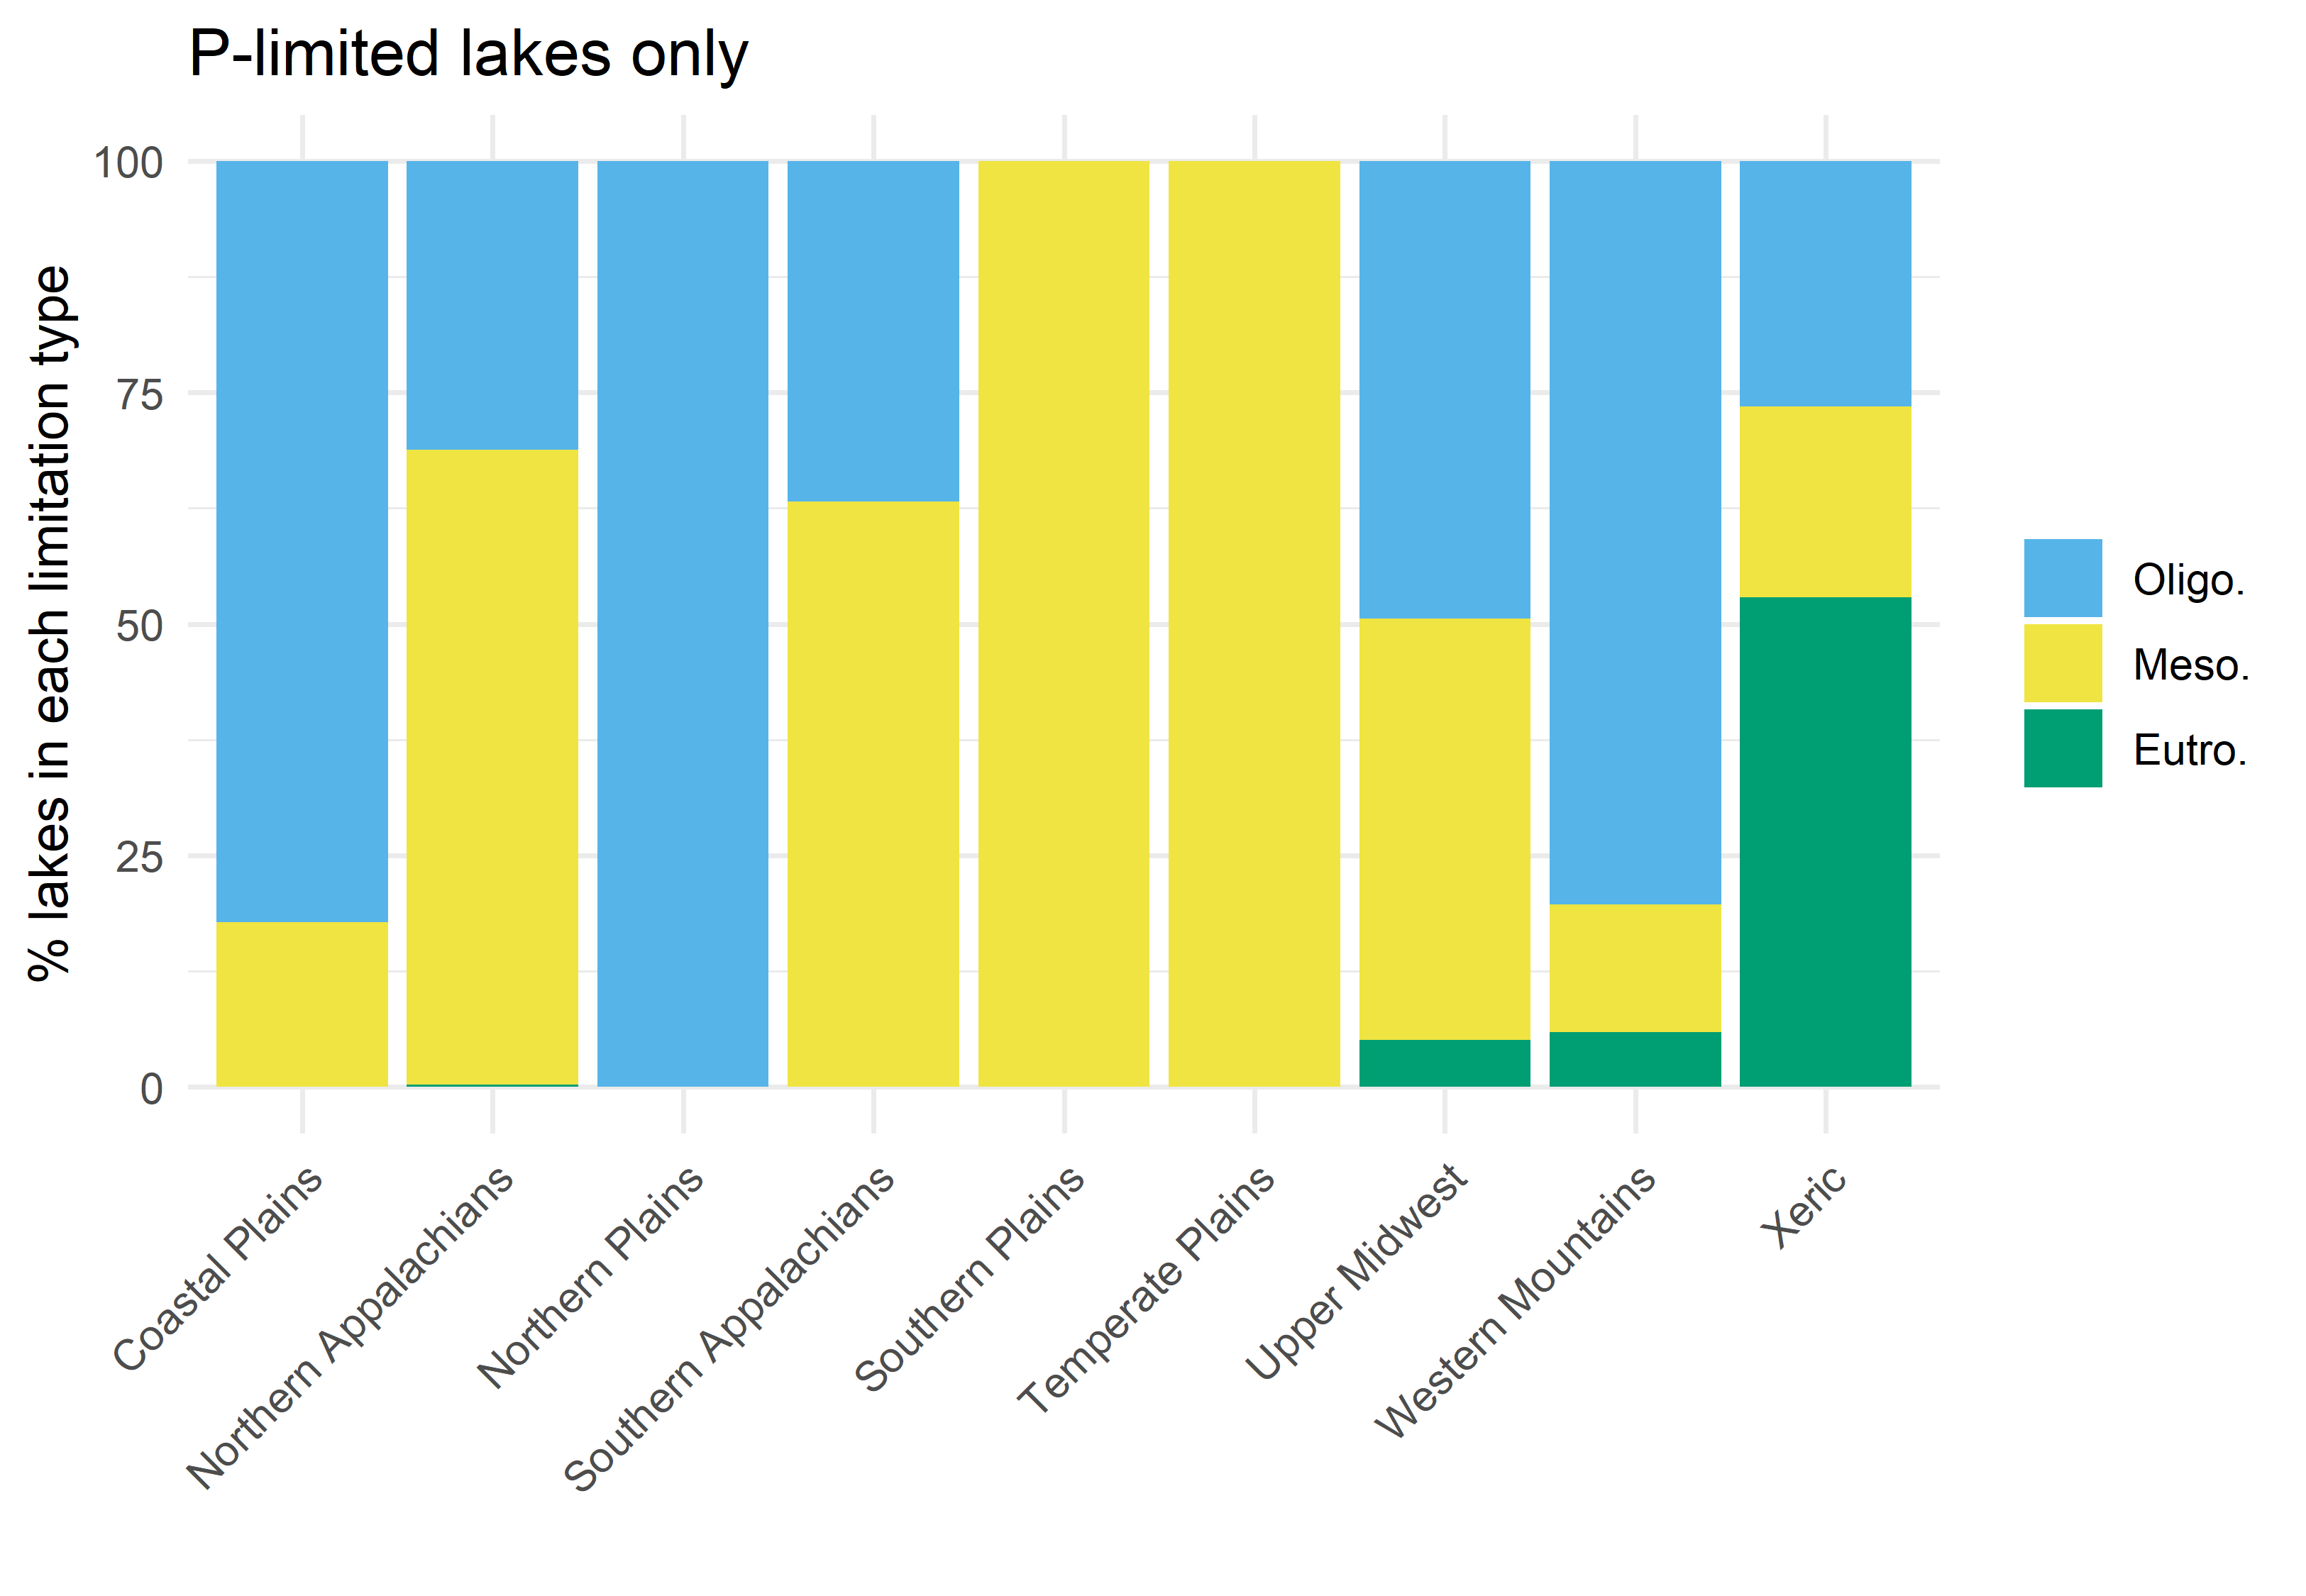 P-limited lakes only
% lakes in each limitation type
100
75
50
25
0
Coastal Plains
Northern Appalachians
Northern Plains
Southern Appalachians
Southern Plains
Temperate Plains
Upper Midwest
Western Mountains
Xeric
Oligo.
Meso.
Eutro.